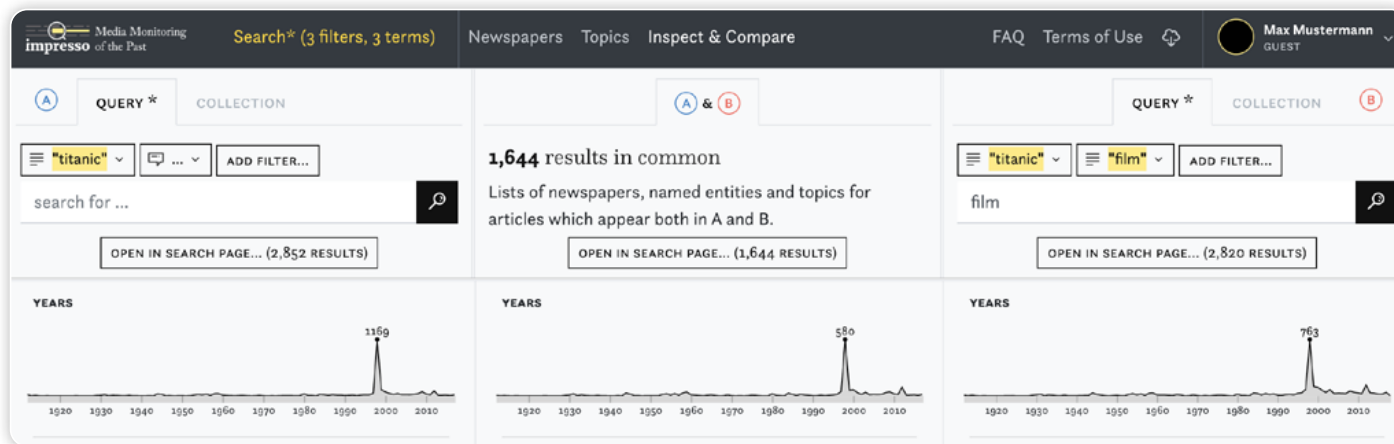 impresso Media Monitoring of the Past
Search* (3 filters, 3 terms)
Newspapers Topics Inspect & Compare
FAQ Terms of Use
Max Mustermann
GUEST
A
QUERY *
COLLECTION
"titanic"
...
ADD FILTER...
search for ...
OPEN IN SEARCH PAGE... (2,852 RESULTS)
A & B
1,644 results in common
Lists of newspapers, named entities and topics for
articles which appear both in A and B.
OPEN IN SEARCH PAGE... (1,644 RESULTS)
QUERY *
COLLECTION
B
"titanic"
"film"
ADD FILTER...
film
OPEN IN SEARCH PAGE... (2,820 RESULTS)
YEARS
1169
1920 1930 1940 1950 1960 1970 1980 1990 2000 2010
YEARS
580
1920 1930 1940 1950 1960 1970 1980 1990 2000 2010
YEARS
763
1920 1930 1940 1950 1960 1970 1980 1990 2000 2010